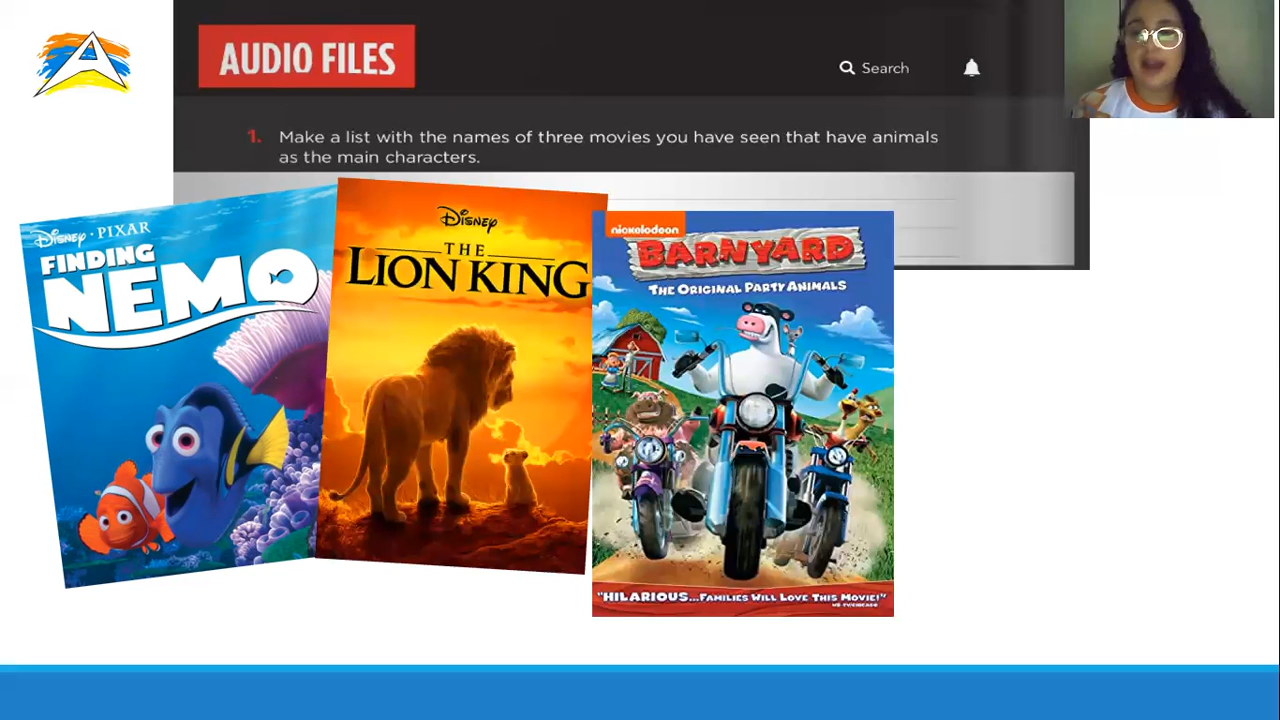 AUDIO FILES
Search
1. Make a list with the names of three movies you have seen that have animals
as the main characters.
DISNEY · PIXAR
FINDING
NEMO
Disney
THE
LION KING
nickelodeon
BARNYARD
THE ORIGINAL PARTY ANIMALS
"HILARIOUS...FAMILIES WILL LOVE THIS MOVIE!"